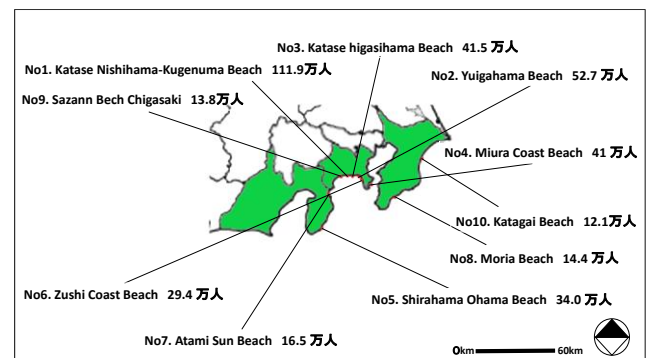 No3. Katase higasihama Beach 41.5 万人
No1. Katase Nishihama-Kugenuma Beach 111.9万人
No2. Yuigahama Beach 52.7 万人
No9. Sazann Bech Chigasaki 13.8万人
No4. Miura Coast Beach 41 万人
No10. Katagai Beach 12.1万人
No8. Moria Beach 14.4 万人
No6. Zushi Coast Beach 29.4 万人
No5. Shirahama Ohama Beach 34.0 万人
No7. Atami Sun Beach 16.5 万人
0km 60km